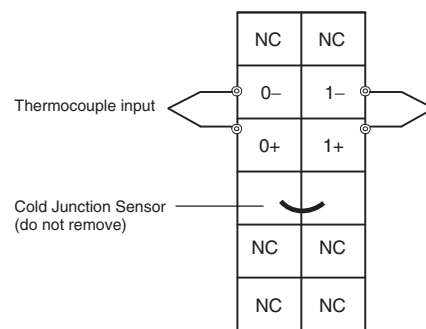 NC NC
Thermocouple input
0– 1–
0+ 1+
Cold Junction Sensor
(do not remove)
NC NC
NC NC